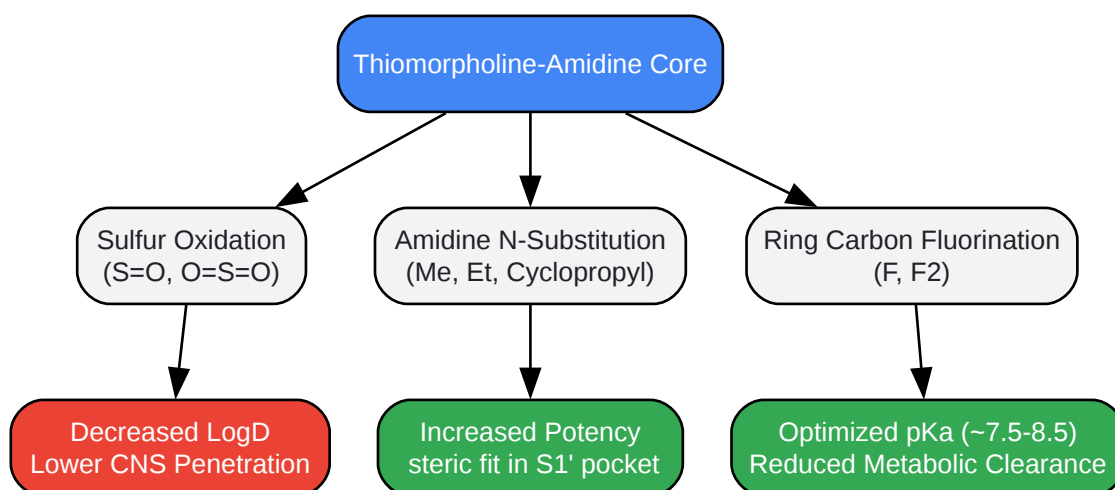 Thiomorpholine-Amidine Core
Sulfur Oxidation
(S=O, O=S=O)
Amidine N-Substitution
(Me, Et, Cyclopropyl)
Ring Carbon Fluorination
(F, F2)
Decreased LogD
Lower CNS Penetration
Increased Potency
steric fit in S1' pocket
Optimized pKa (~7.5-8.5)
Reduced Metabolic Clearance